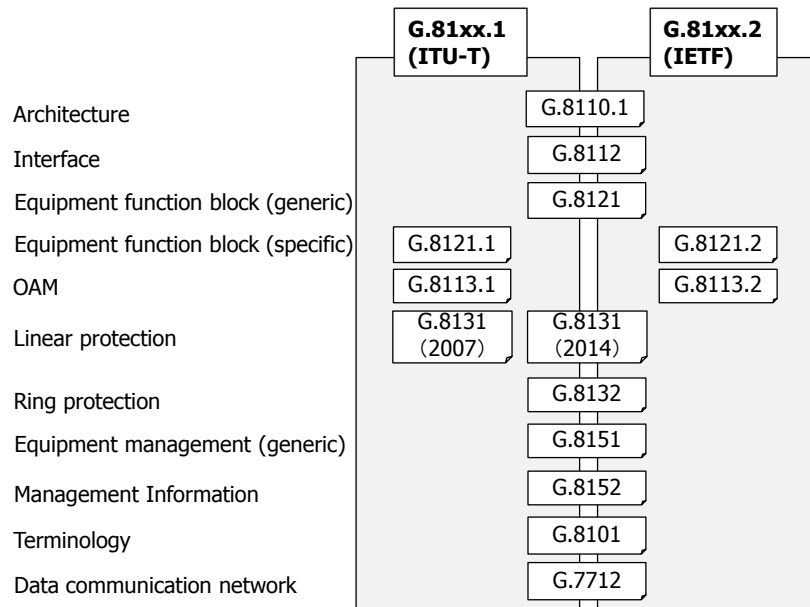 G.81xx.1
(ITU-T)
G.81xx.2
(IETF)
Architecture
G.8110.1
Interface
G.8112
Equipment function block (generic)
G.8121
Equipment function block (specific)
G.8121.1
G.8121.2
OAM
G.8113.1
G.8113.2
Linear protection
G.8131
（2007）
G.8131
（2014）
Ring protection
G.8132
Equipment management (generic)
G.8151
Management Information
G.8152
Terminology
G.8101
Data communication network
G.7712